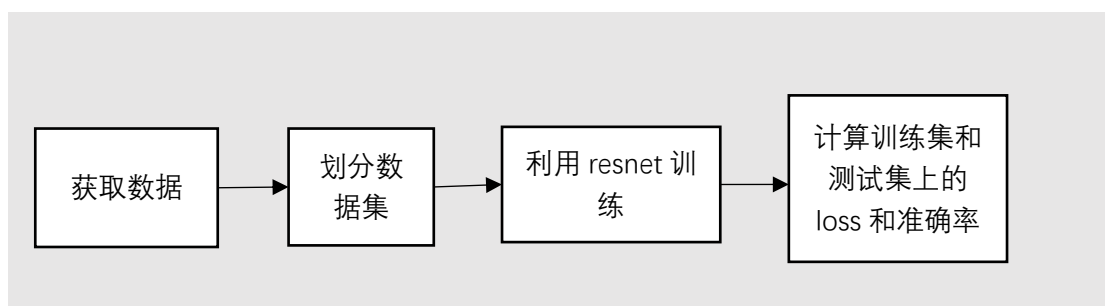 获取数据
划分数
据集
利用 resnet 训
练
计算训练集和
测试集上的
loss 和准确率